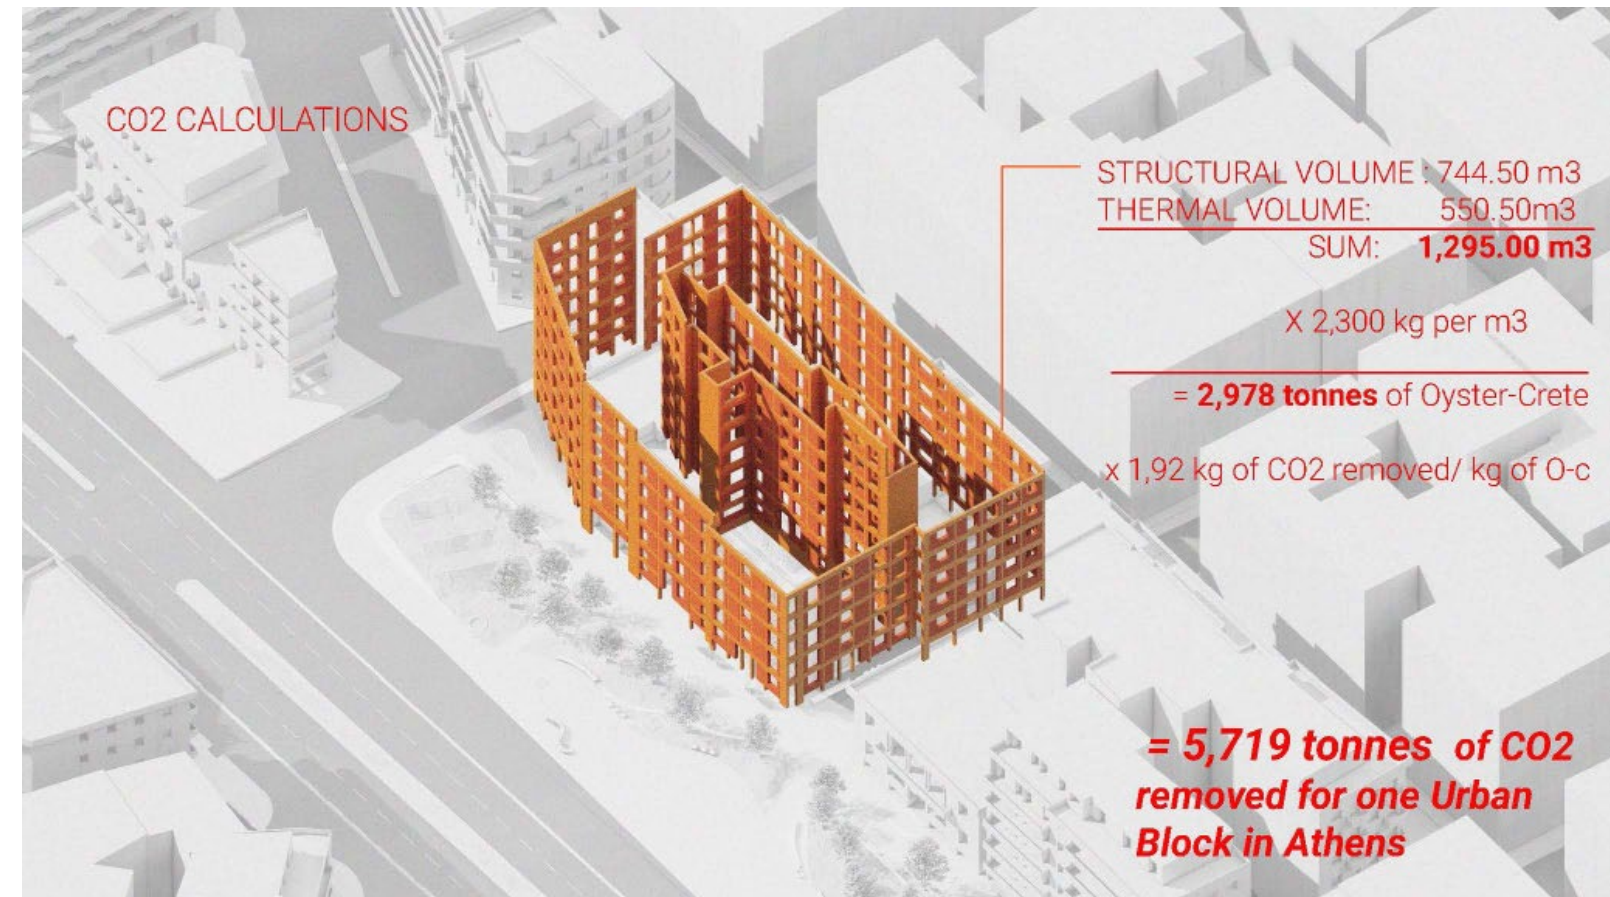 CO2 CALCULATIONS
STRUCTURAL VOLUME : 744.50 m3
THERMAL VOLUME: 550.50m3
SUM: 1,295.00 m3
X 2,300 kg per m3
= 2,978 tonnes of Oyster-Crete
x 1,92 kg of CO2 removed/ kg of O-c
= 5,719 tonnes of CO2
removed for one Urban
Block in Athens